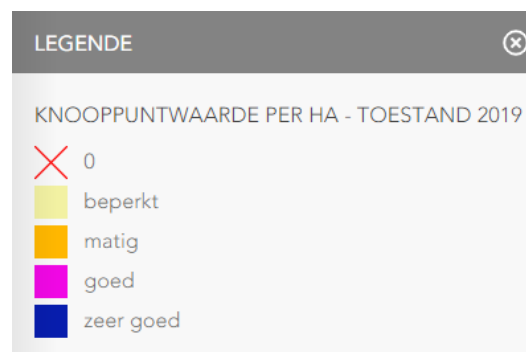 LEGENDE
KNOOPPUNTWAARDE PER HA - TOESTAND 2019
0
beperkt
matig
goed
zeer goed